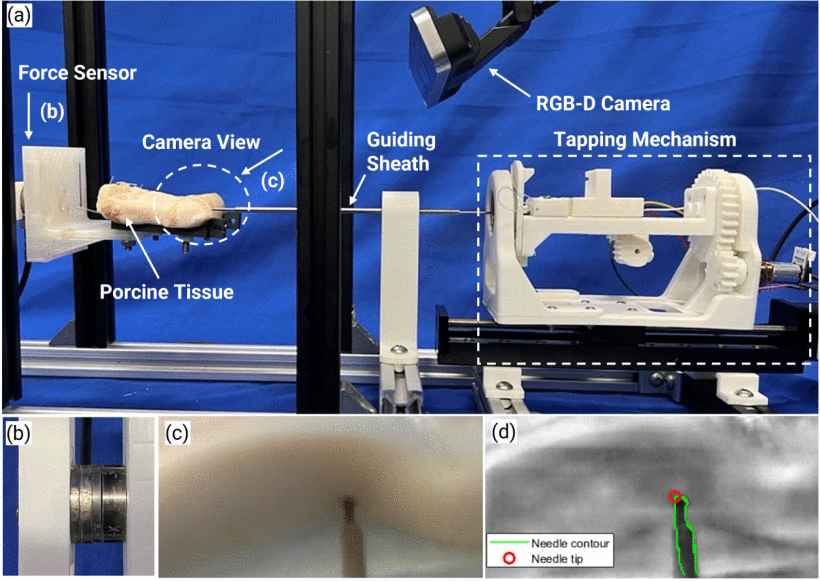 (a)
Force Sensor
(b)
Camera View
(c)
Guiding
Sheath
RGB-D Camera
Tapping Mechanism
Porcine Tissue
(b)
(c)
(d)
Needle contour
Needle tip